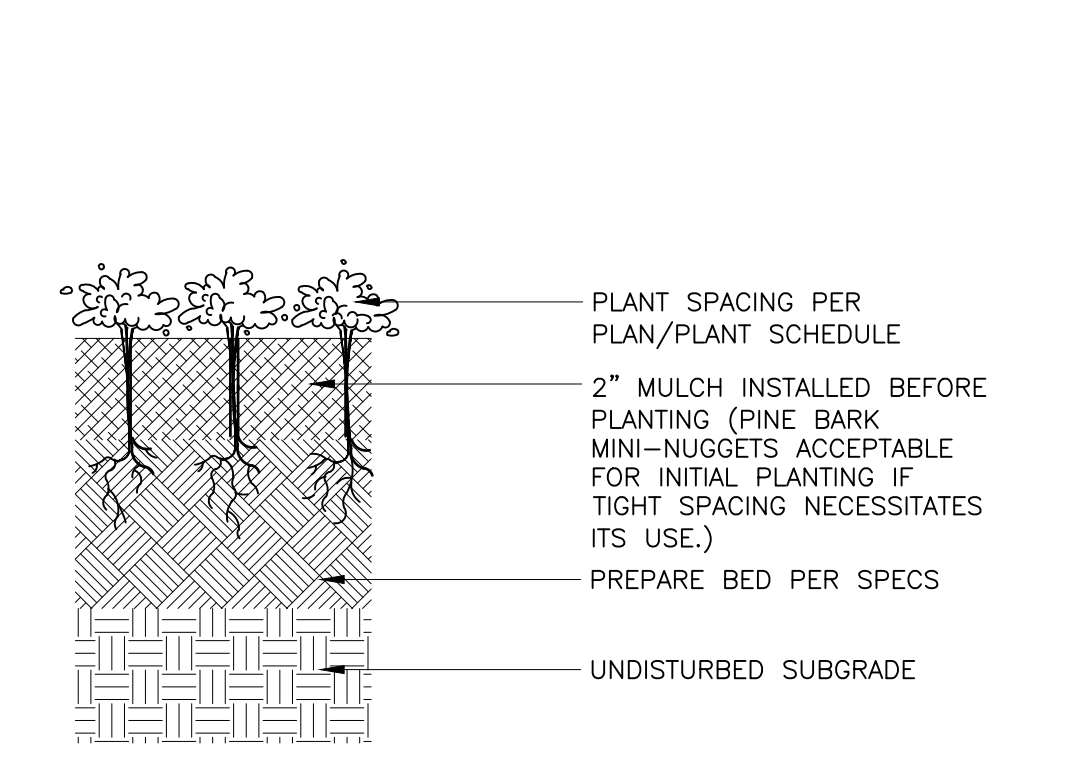 PLANT SPACING PER
PLAN/PLANT SCHEDULE
2” MULCH INSTALLED BEFORE
PLANTING (PINE BARK
MINI-NUGGETS ACCEPTABLE
FOR INITIAL PLANTING IF
TIGHT SPACING NECESSITATES
ITS USE.)
PREPARE BED PER SPECS
UNDISTURBED SUBGRADE